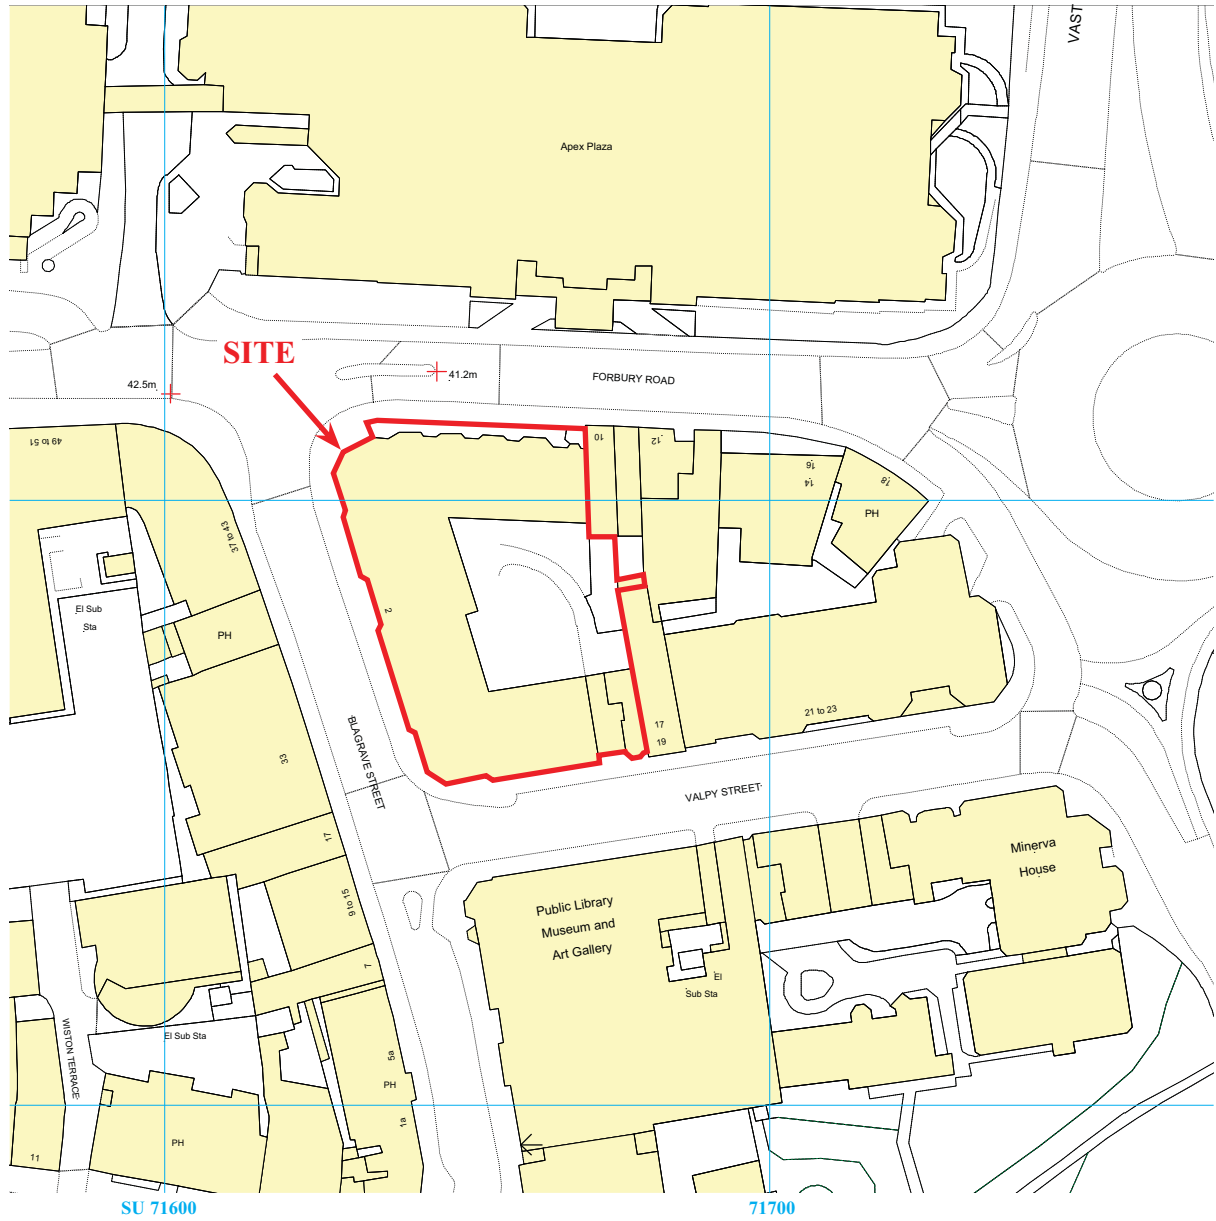 VAST
Apex Plaza
SITE
42.5m
41.2m
FORBURY ROAD
49 to 51
10
12
16
14
18
PH
37 to 43
2
El Sub
Sta
PH
BLAGRAVE STREET
33
17
19
21 to 23
VALPY STREET
17
Minerva
House
9 to 15
Public Library
Museum and
Art Gallery
7
El
Sub Sta
WISTON TERRACE
El Sub Sta
5a
PH
1a
PH
11
SU 71600
71700